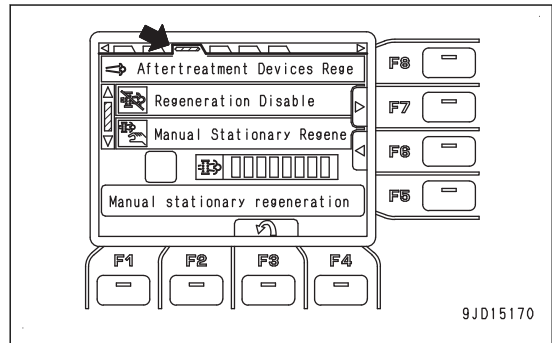 Aftertreatment Devices Rege
Regeneration Disable
Manual Stationary Regene
Manual stationary regeneration
F8
F7
F6
F5
F1 F2 F3 F4
9JD15170